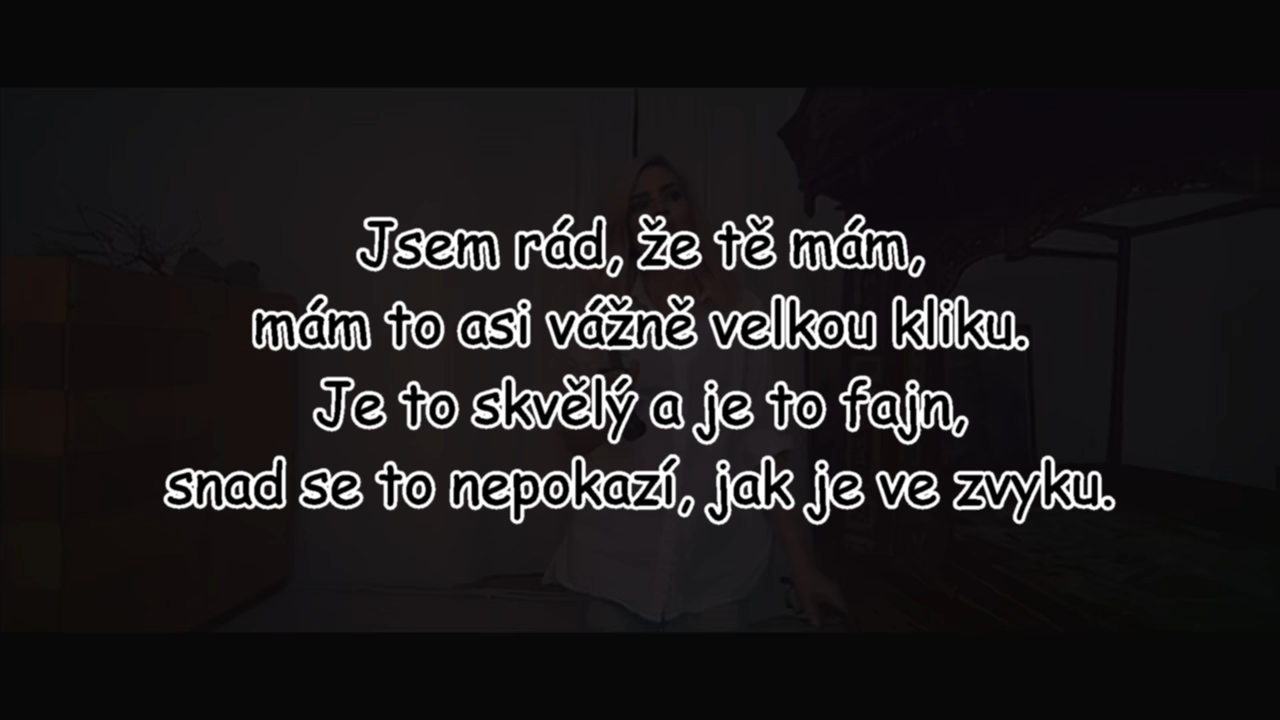 Jsem rád, že tě mám,
mám to asi vážně velkou kliku.
Je to skvělý a je to fajn,
snad se to nepokazí, jak je ve zvyku.